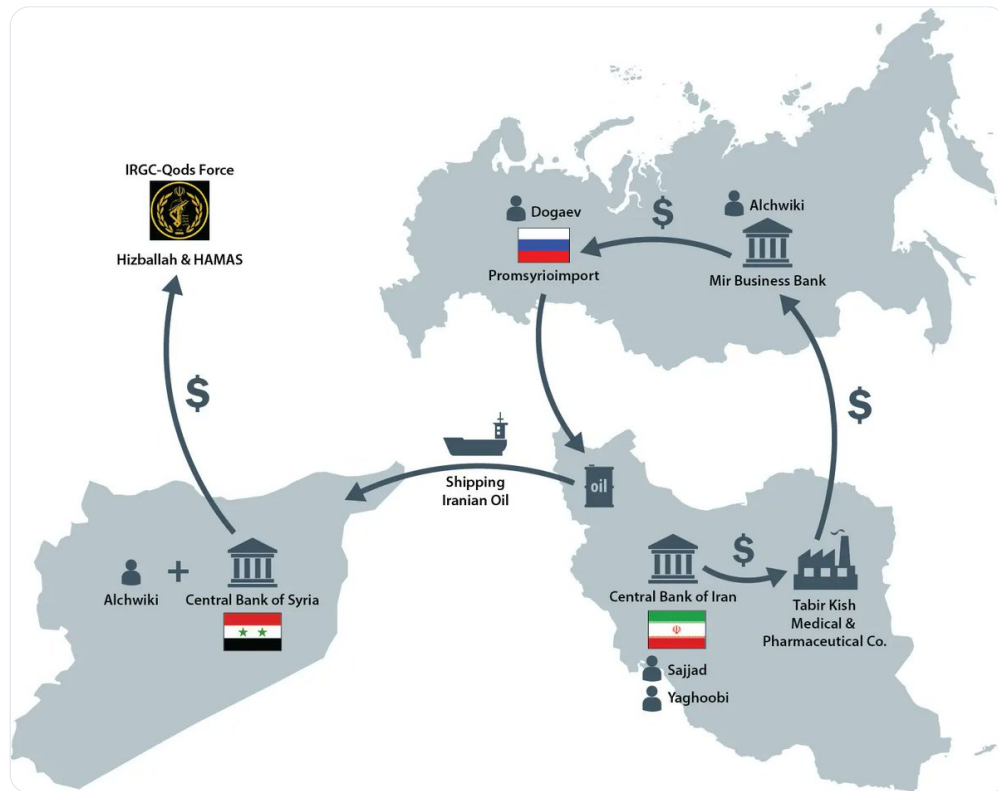 IRGC-Qods Force
Hizballah & HAMAS
$
Dogaev
Promsyrioimport
$
Alchwiki
Mir Business Bank
$
Shipping
Iranian Oil
oil
Alchwiki
+
Central Bank of Syria
Central Bank of Iran
$
Tabir Kish
Medical &
Pharmaceutical Co.
Sajjad
Yaghoobi